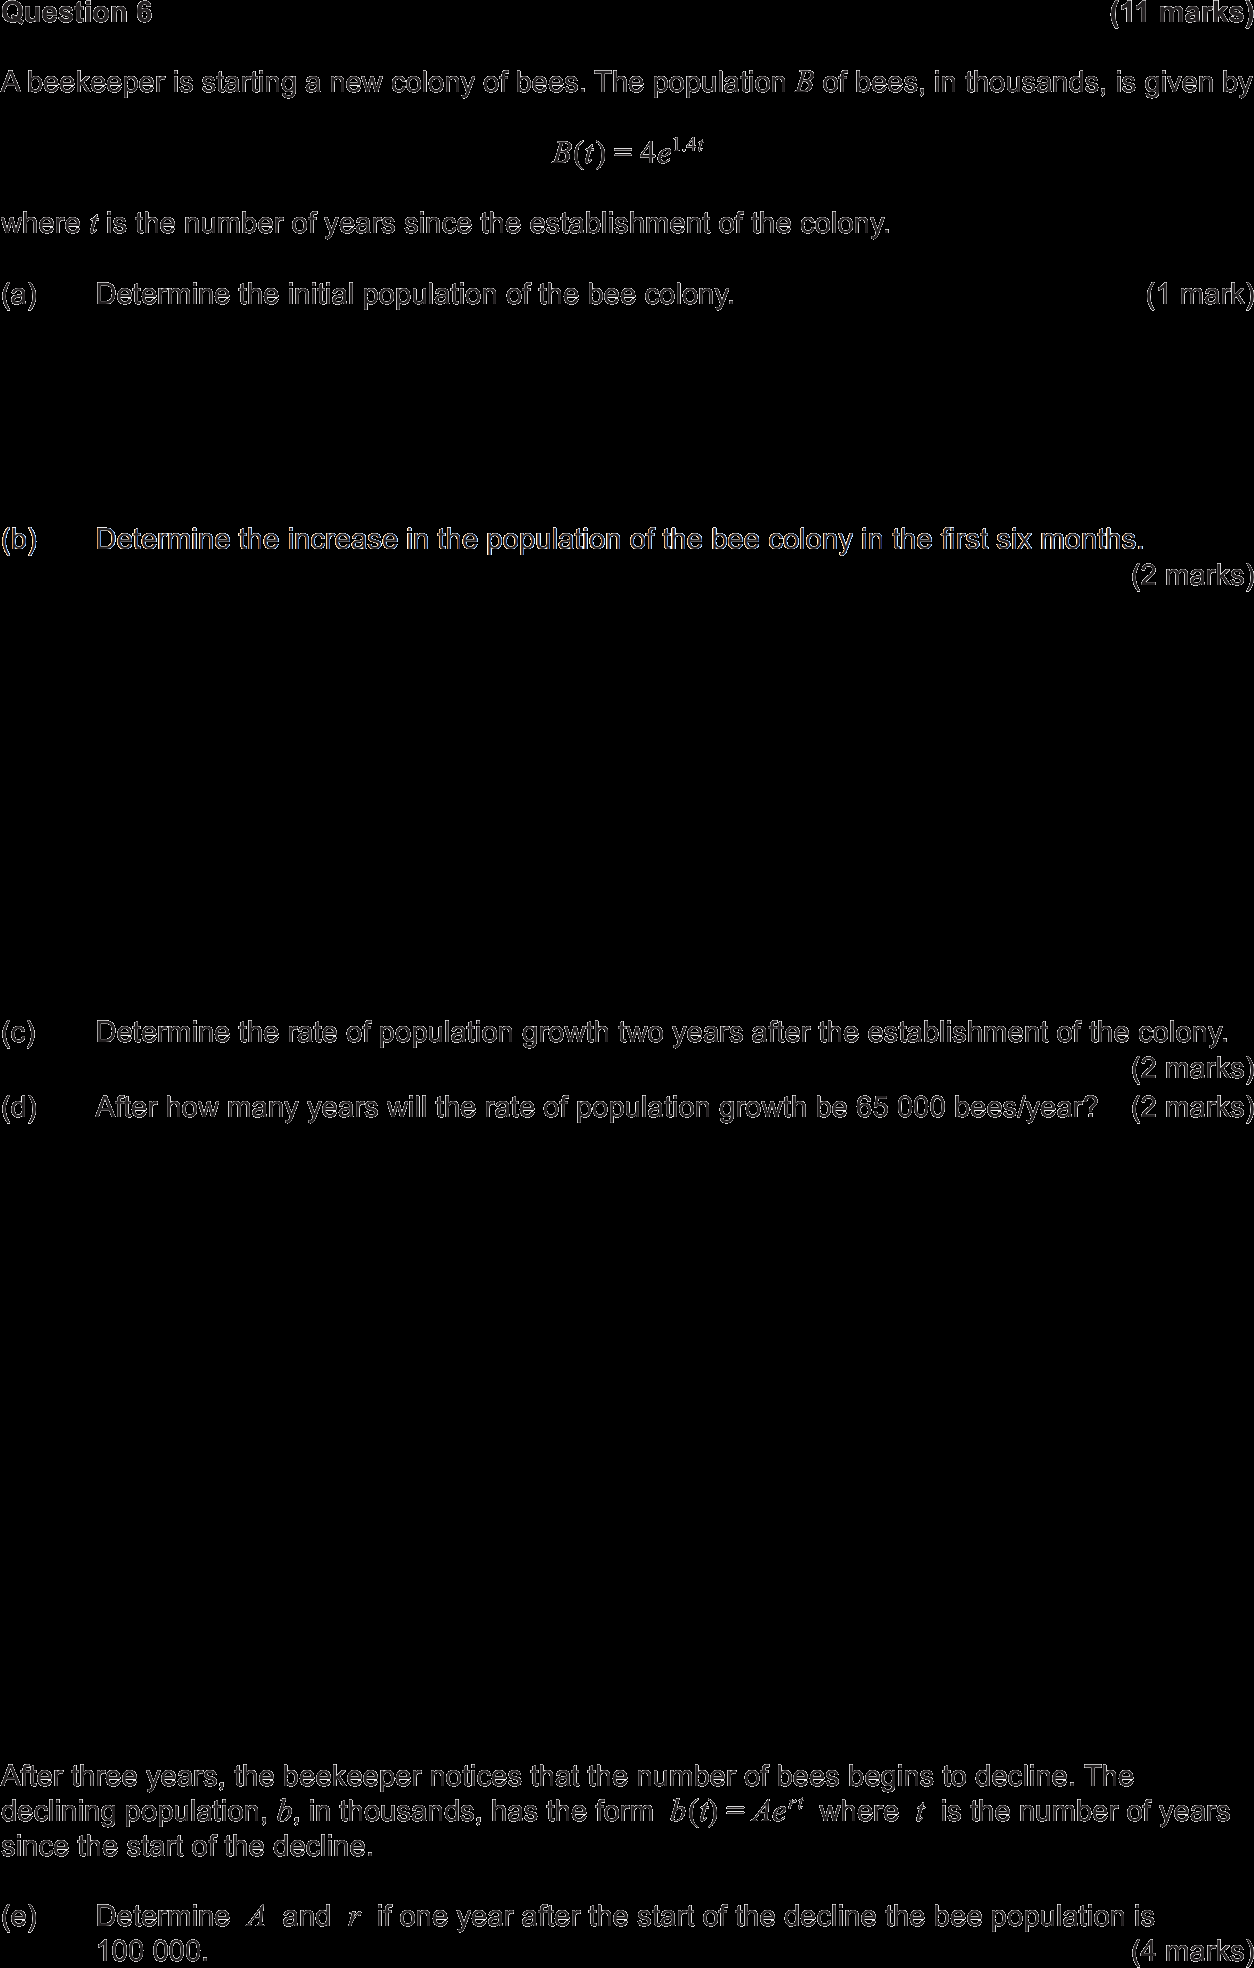 Question 6 (11 marks)
A beekeeper is starting a new colony of bees. The population B of bees, in thousands, is given by
B(t) = 4e^{1.4t}
where t is the number of years since the establishment of the colony.
(a) Determine the initial population of the bee colony. (1 mark)
(b) Determine the increase in the population of the bee colony in the first six months.
(2 marks)
(c) Determine the rate of population growth two years after the establishment of the colony.
(2 marks)
(d) After how many years will the rate of population growth be 65 000 bees/year? (2 marks)
After three years, the beekeeper notices that the number of bees begins to decline. The
declining population, b, in thousands, has the form b(t) = Ae^{rt} where t is the number of years
since the start of the decline.
(e) Determine A and r if one year after the start of the decline the bee population is
100 000. (4 marks)